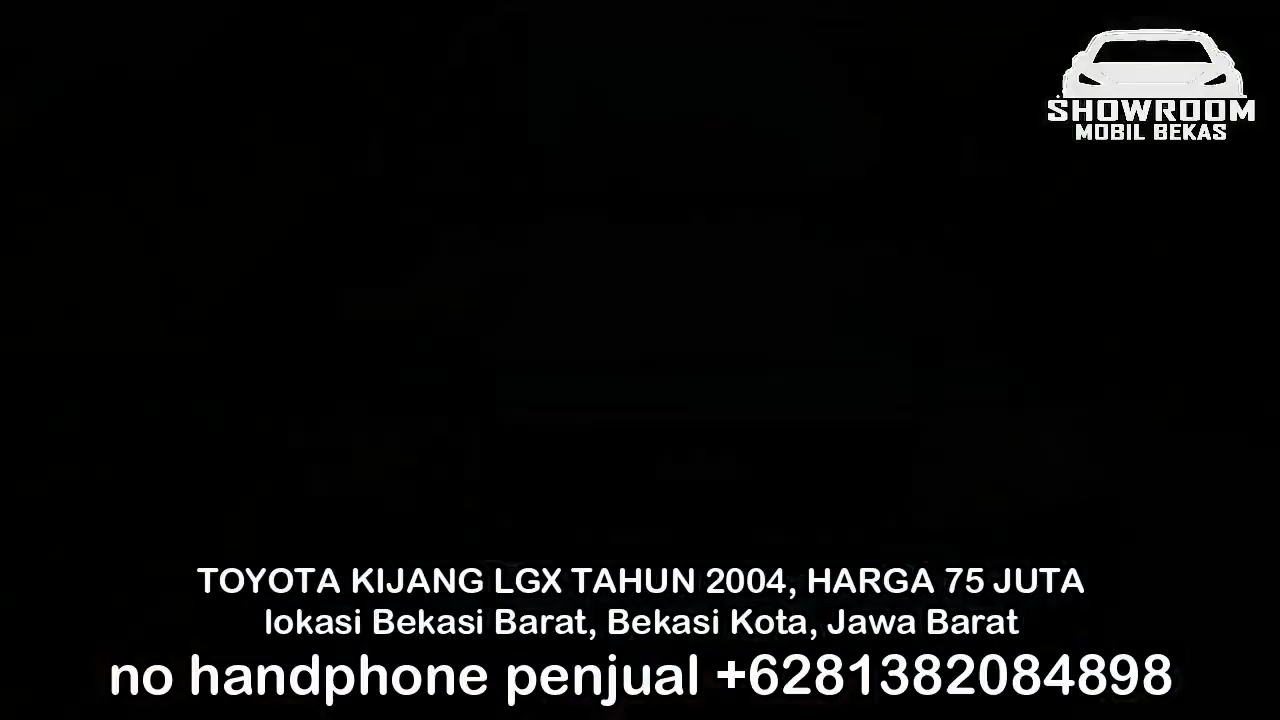 SHOWROOM
MOBIL BEKAS
TOYOTA KIJANG LGX TAHUN 2004, HARGA 75 JUTA
lokasi Bekasi Barat, Bekasi Kota, Jawa Barat
no handphone penjual +6281382084898